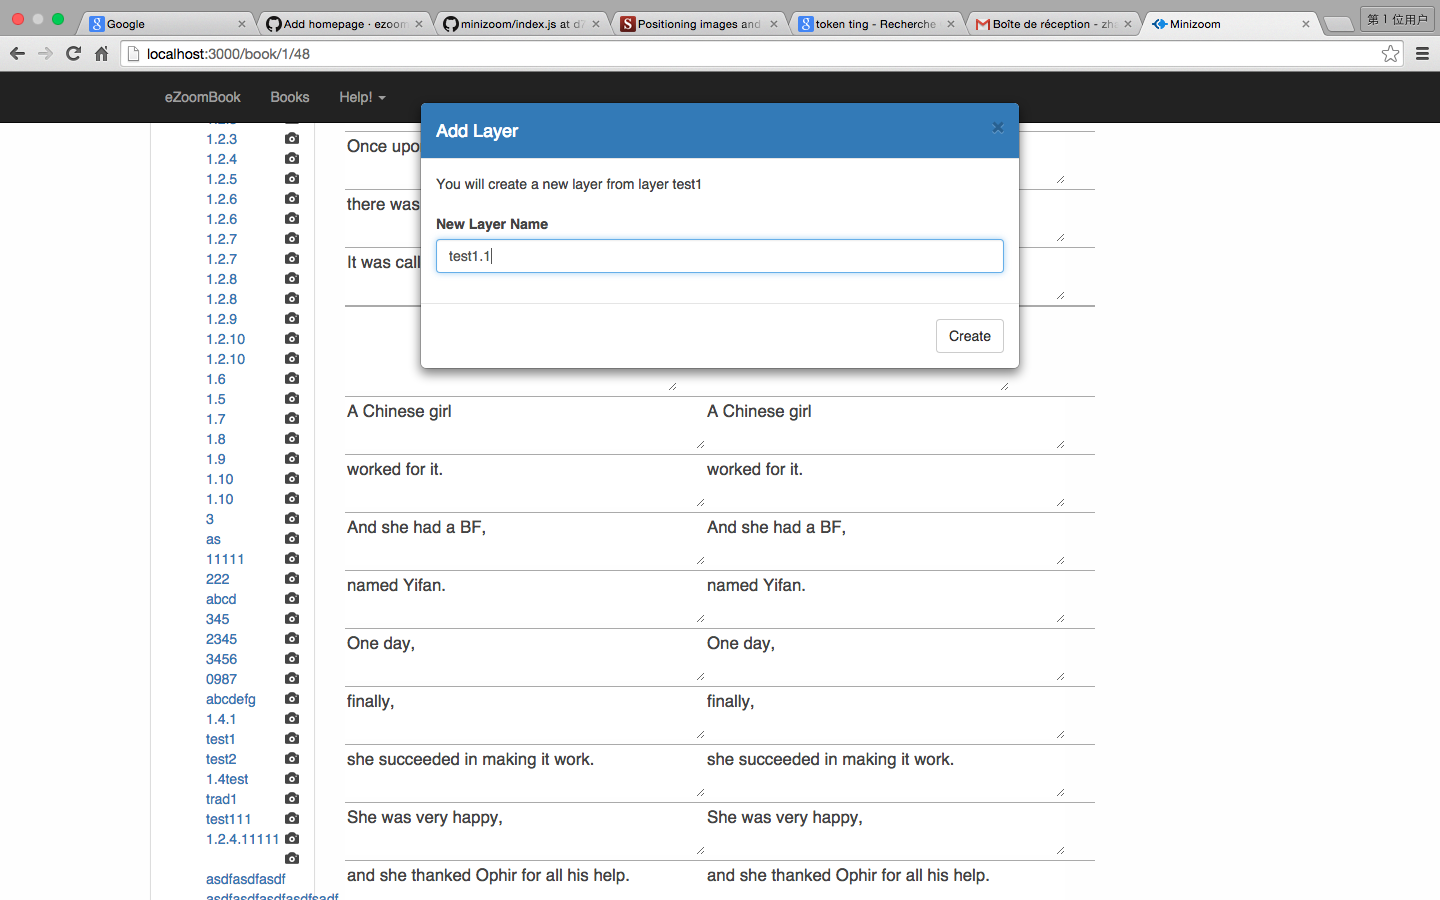 Google
Add homepage · ezoom
minizoom/index.js at d7
Positioning images and
token ting - Recherche
Boîte de réception - zha
Minizoom
第 1 位用户
localhost:3000/book/1/48
eZoomBook
Books
Help!
Add Layer
×
You will create a new layer from layer test1
New Layer Name
test1.1
Create
1.2.3
1.2.4
1.2.5
1.2.6
1.2.6
1.2.7
1.2.7
1.2.8
1.2.8
1.2.9
1.2.10
1.2.10
1.6
1.5
1.7
1.8
1.9
1.10
1.10
3
as
11111
222
abcd
345
2345
3456
0987
abcdefg
1.4.1
test1
test2
1.4test
trad1
test111
1.2.4.11111
asdfasdfasdf
asdfasdfasdfasdfsadf
Once upo
there was
It was call
A Chinese girl A Chinese girl
worked for it. worked for it.
And she had a BF, And she had a BF,
named Yifan. named Yifan.
One day, One day,
finally, finally,
she succeeded in making it work. she succeeded in making it work.
She was very happy, She was very happy,
and she thanked Ophir for all his help. and she thanked Ophir for all his help.